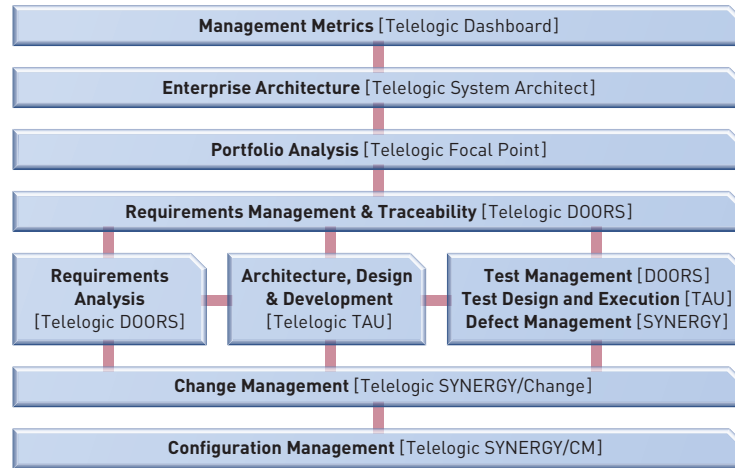 Management Metrics [Telelogic Dashboard]
Enterprise Architecture [Telelogic System Architect]
Portfolio Analysis [Telelogic Focal Point]
Requirements Management & Traceability [Telelogic DOORS]
Requirements
Analysis
[Telelogic DOORS]
Architecture, Design
& Development
[Telelogic TAU]
Test Management [DOORS]
Test Design and Execution [TAU]
Defect Management [SYNERGY]
Change Management [Telelogic SYNERGY/Change]
Configuration Management [Telelogic SYNERGY/CM]